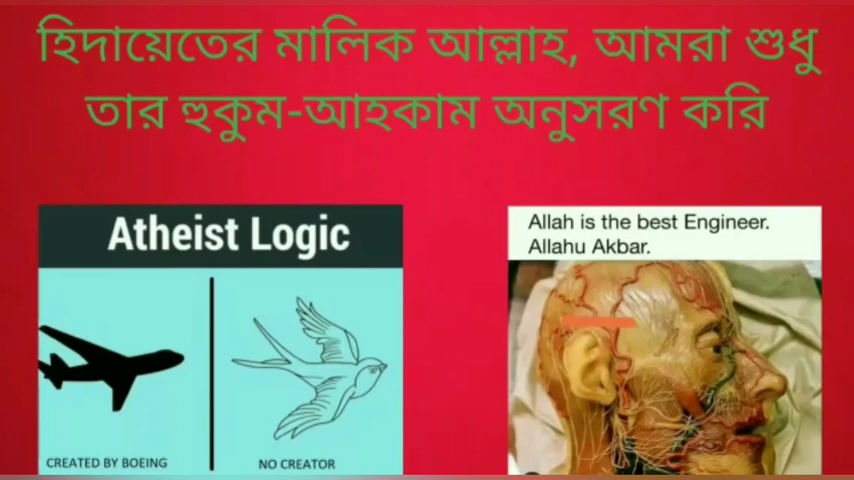 হিদায়েতের মালিক আল্লাহ, আমরা শুধু
তার হুকুম-আহকাম অনুসরণ করি
Atheist Logic
CREATED BY BOEING
NO CREATOR
Allah is the best Engineer.
Allahu Akbar.